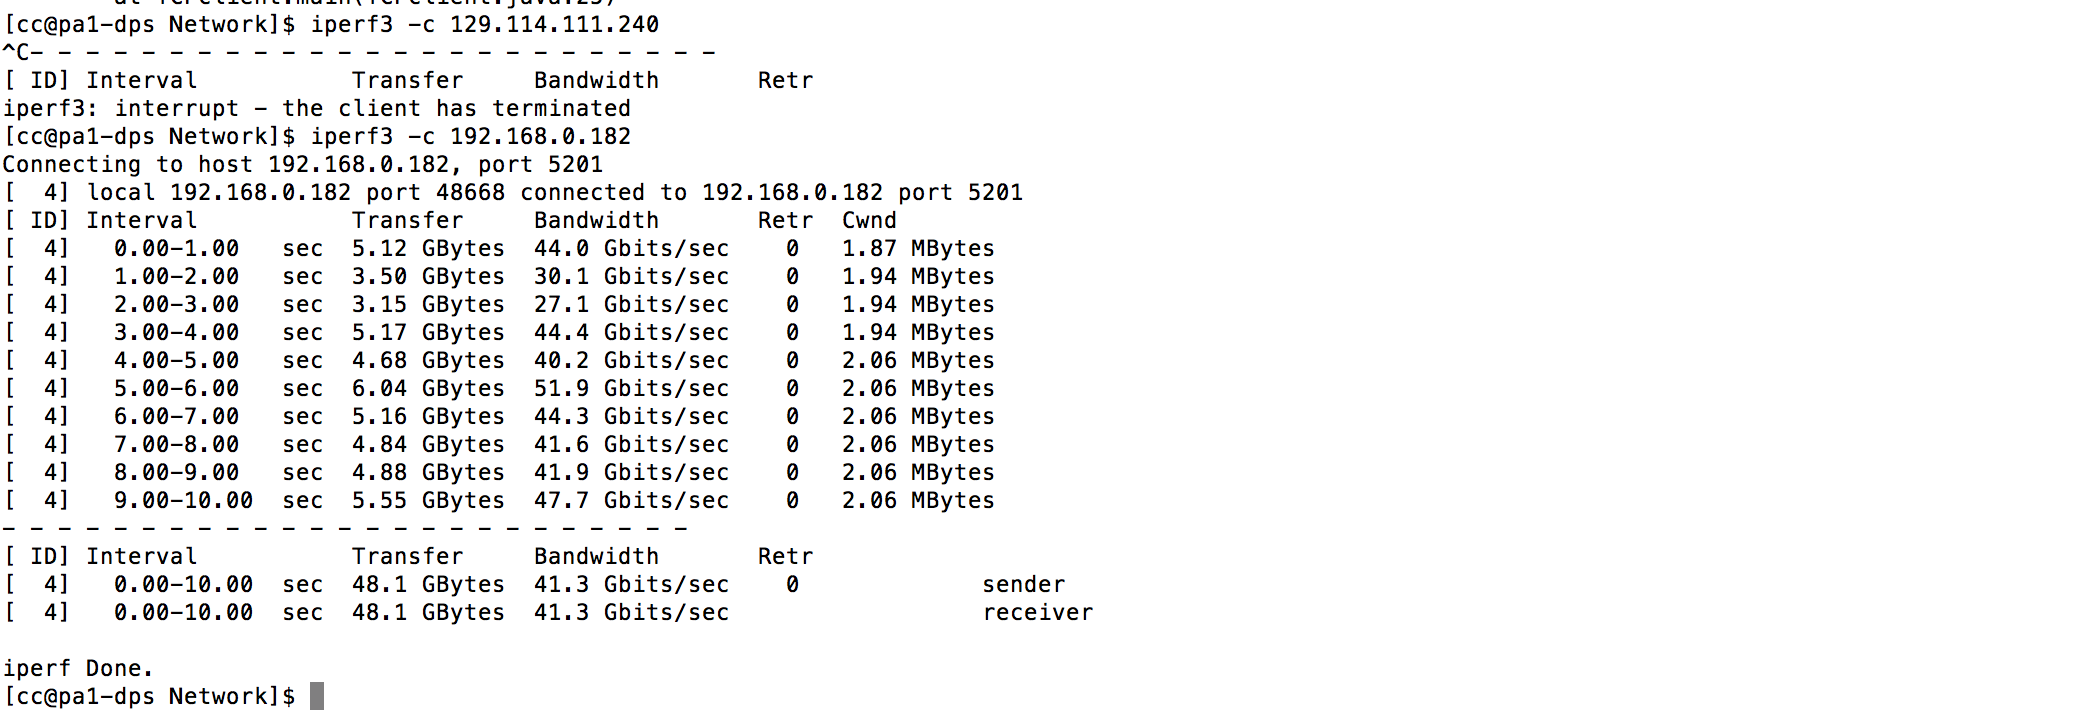 [cc@pa1-dps Network]$ iperf3 -c 129.114.111.240
^C- - - - - - - - - - - - - - - - - - - - - - - - -
[ ID] Interval           Transfer     Bandwidth       Retr
iperf3: interrupt - the client has terminated
[cc@pa1-dps Network]$ iperf3 -c 192.168.0.182
Connecting to host 192.168.0.182, port 5201
[  4] local 192.168.0.182 port 48668 connected to 192.168.0.182 port 5201
[ ID] Interval           Transfer     Bandwidth       Retr  Cwnd
[  4]   0.00-1.00   sec  5.12 GBytes  44.0 Gbits/sec    0   1.87 MBytes
[  4]   1.00-2.00   sec  3.50 GBytes  30.1 Gbits/sec    0   1.94 MBytes
[  4]   2.00-3.00   sec  3.15 GBytes  27.1 Gbits/sec    0   1.94 MBytes
[  4]   3.00-4.00   sec  5.17 GBytes  44.4 Gbits/sec    0   1.94 MBytes
[  4]   4.00-5.00   sec  4.68 GBytes  40.2 Gbits/sec    0   2.06 MBytes
[  4]   5.00-6.00   sec  6.04 GBytes  51.9 Gbits/sec    0   2.06 MBytes
[  4]   6.00-7.00   sec  5.16 GBytes  44.3 Gbits/sec    0   2.06 MBytes
[  4]   7.00-8.00   sec  4.84 GBytes  41.6 Gbits/sec    0   2.06 MBytes
[  4]   8.00-9.00   sec  4.88 GBytes  41.9 Gbits/sec    0   2.06 MBytes
[  4]   9.00-10.00  sec  5.55 GBytes  47.7 Gbits/sec    0   2.06 MBytes
- - - - - - - - - - - - - - - - - - - - - - - - -
[ ID] Interval           Transfer     Bandwidth       Retr
[  4]   0.00-10.00  sec  48.1 GBytes  41.3 Gbits/sec    0             sender
[  4]   0.00-10.00  sec  48.1 GBytes  41.3 Gbits/sec                  receiver
iperf Done.
[cc@pa1-dps Network]$